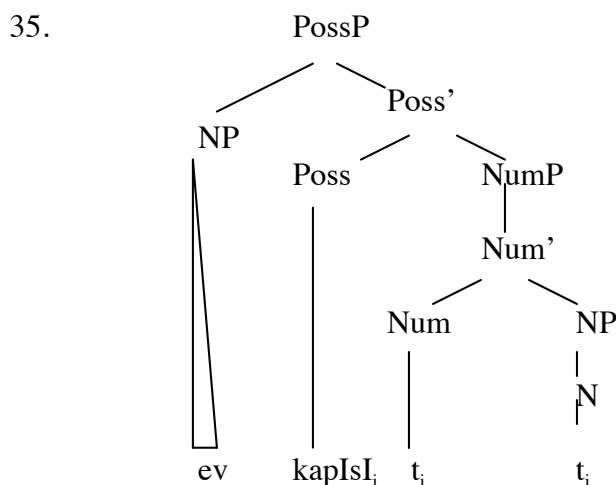 35. PossP
Poss’
NP
Poss NumP
Num’
Num NP
N
ev kapIsIᵢ tᵢ tᵢ